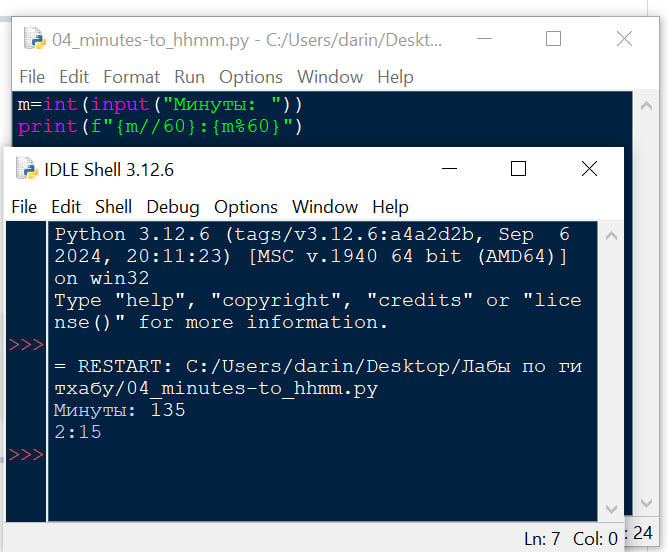 04_minutes-to_hhmm.py - C:/Users/darin/Deskt...
File Edit Format Run Options Window Help
m=int(input("Минуты: "))
print(f"{m//60}:{m%60}")
IDLE Shell 3.12.6
File Edit Shell Debug Options Window Help
Python 3.12.6 (tags/v3.12.6:a4a2d2b, Sep  6
2024, 20:11:23) [MSC v.1940 64 bit (AMD64)]
on win32
Type "help", "copyright", "credits" or "lice
nse()" for more information.
>>>
= RESTART: C:/Users/darin/Desktop/Лабы по ги
тхабу/04_minutes-to_hhmm.py
Минуты: 135
2:15
>>>
Ln: 7 Col: 0
: 24